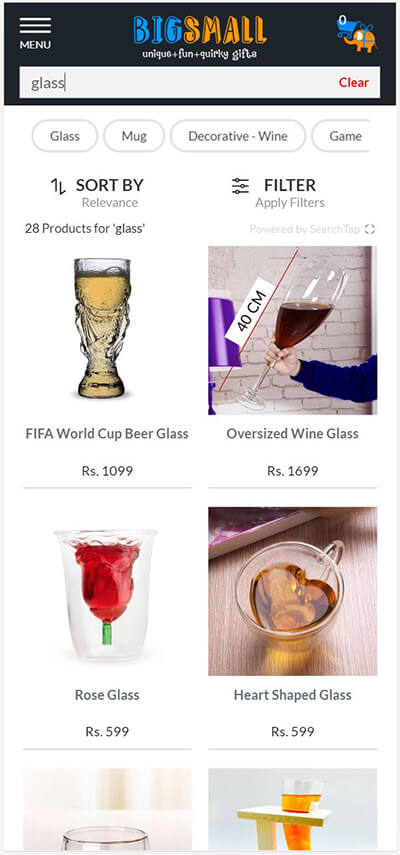 0
MENU
BIGSMALL
unique+fun+quirky gifts
glass
Clear
Glass
Mug
Decorative - Wine
Game
SORT BY
Relevance
FILTER
Apply Filters
28 Products for 'glass'
Powered by SearchTap
40 CM
FIFA World Cup Beer Glass
Rs. 1099
Oversized Wine Glass
Rs. 1699
Rose Glass
Rs. 599
Heart Shaped Glass
Rs. 599